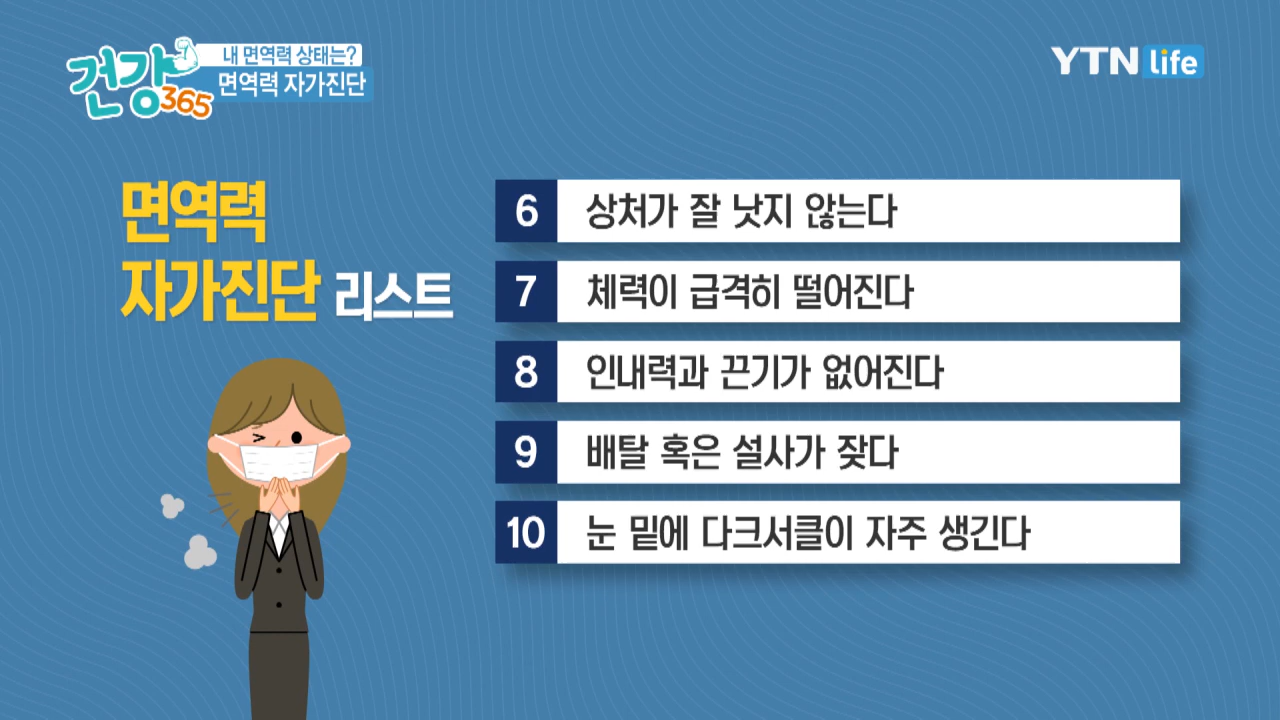 건강365
내 면역력 상태는?
면역력 자가진단
YTN life
면역력
자가진단 리스트
6 상처가 잘 낫지 않는다
7 체력이 급격히 떨어진다
8 인내력과 끈기가 없어진다
9 배탈 혹은 설사가 잦다
10 눈 밑에 다크서클이 자주 생긴다